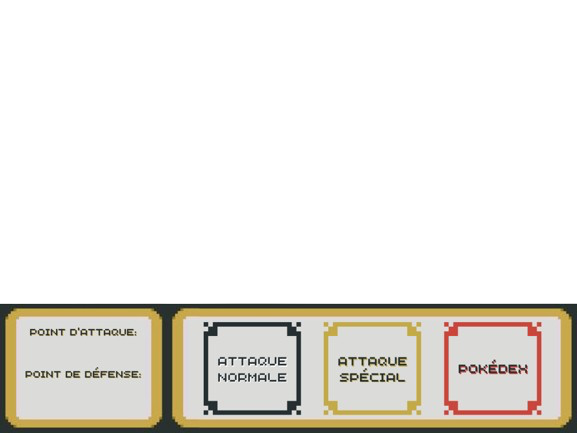 POINT D'ATTAQUE:
POINT DE DÉFENSE:
ATTAQUE
NORMALE
ATTAQUE
SPÉCIAL
POKÉDEX